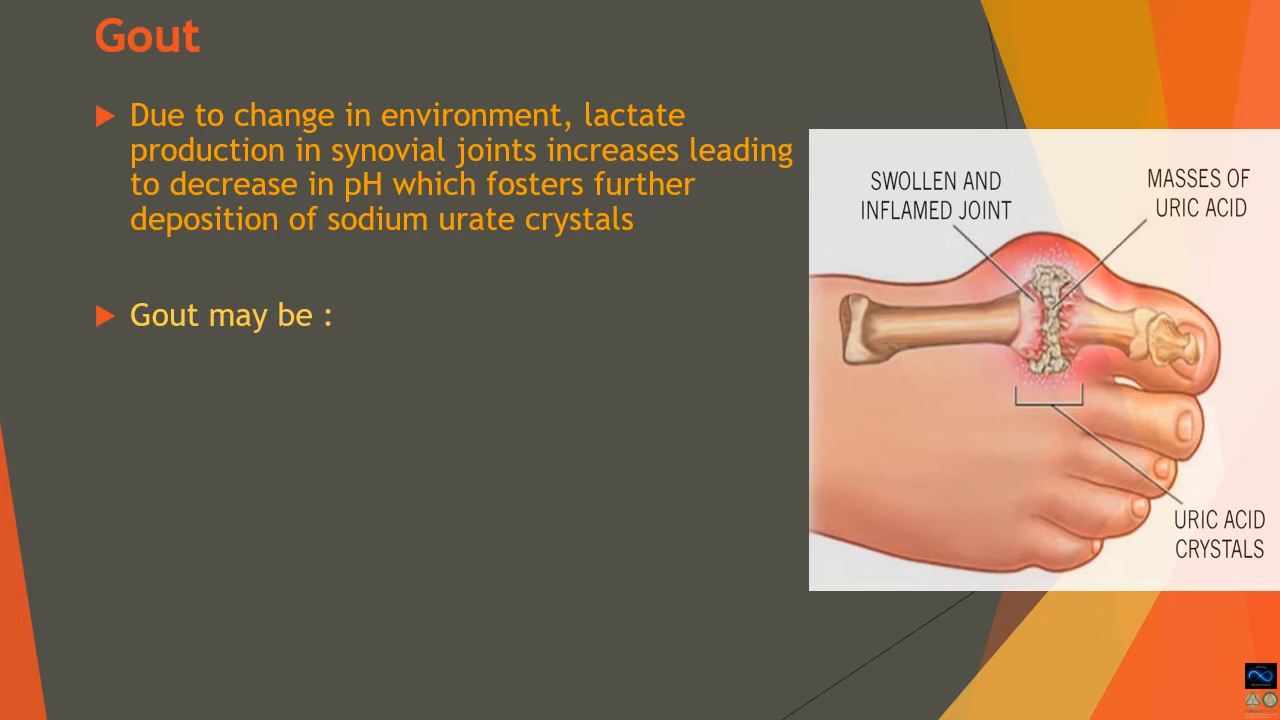 Gout
Due to change in environment, lactate
production in synovial joints increases leading
to decrease in pH which fosters further
deposition of sodium urate crystals
Gout may be :
SWOLLEN AND
INFLAMED JOINT
MASSES OF
URIC ACID
URIC ACID
CRYSTALS